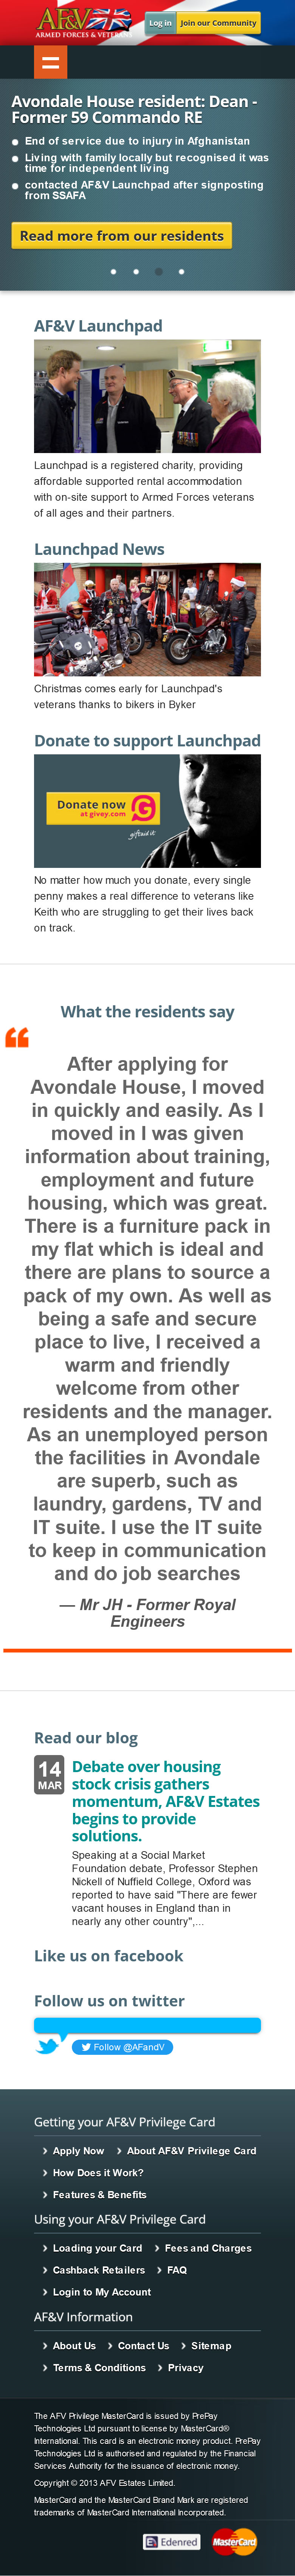 AF&V
ARMED FORCES & VETERANS
Log in
Join our Community
Avondale House resident: Dean -
Former 59 Commando RE
End of service due to injury in Afghanistan
Living with family locally but recognised it was
time for independent living
contacted AF&V Launchpad after signposting
from SSAFA
Read more from our residents
AF&V Launchpad
Launchpad is a registered charity, providing
affordable supported rental accommodation
with on-site support to Armed Forces veterans
of all ages and their partners.
Launchpad News
Christmas comes early for Launchpad's
veterans thanks to bikers in Byker
Donate to support Launchpad
Donate now
at givey.com
giftaid it
No matter how much you donate, every single
penny makes a real difference to veterans like
Keith who are struggling to get their lives back
on track.
What the residents say
After applying for
Avondale House, I moved
in quickly and easily. As I
moved in I was given
information about training,
employment and future
housing, which was great.
There is a furniture pack in
my flat which is ideal and
there are plans to source a
pack of my own. As well as
being a safe and secure
place to live, I received a
warm and friendly
welcome from other
residents and the manager.
As an unemployed person
the facilities in Avondale
are superb, such as
laundry, gardens, TV and
IT suite. I use the IT suite
to keep in communication
and do job searches
— Mr JH - Former Royal
Engineers
Read our blog
14
MAR
Debate over housing
stock crisis gathers
momentum, AF&V Estates
begins to provide
solutions.
Speaking at a Social Market
Foundation debate, Professor Stephen
Nickell of Nuffield College, Oxford was
reported to have said "There are fewer
vacant houses in England than in
nearly any other country",...
Like us on facebook
Follow us on twitter
Follow @AFandV
Getting your AF&V Privilege Card
Apply Now
About AF&V Privilege Card
How Does it Work?
Features & Benefits
Using your AF&V Privilege Card
Loading your Card
Fees and Charges
Cashback Retailers
FAQ
Login to My Account
AF&V Information
About Us
Contact Us
Sitemap
Terms & Conditions
Privacy
The AFV Privilege MasterCard is issued by PrePay
Technologies Ltd pursuant to license by MasterCard®
International. This card is an electronic money product. PrePay
Technologies Ltd is authorised and regulated by the Financial
Services Authority for the issuance of electronic money.
Copyright © 2013 AFV Estates Limited.
MasterCard and the MasterCard Brand Mark are registered
trademarks of MasterCard International Incorporated.
Edenred
MasterCard